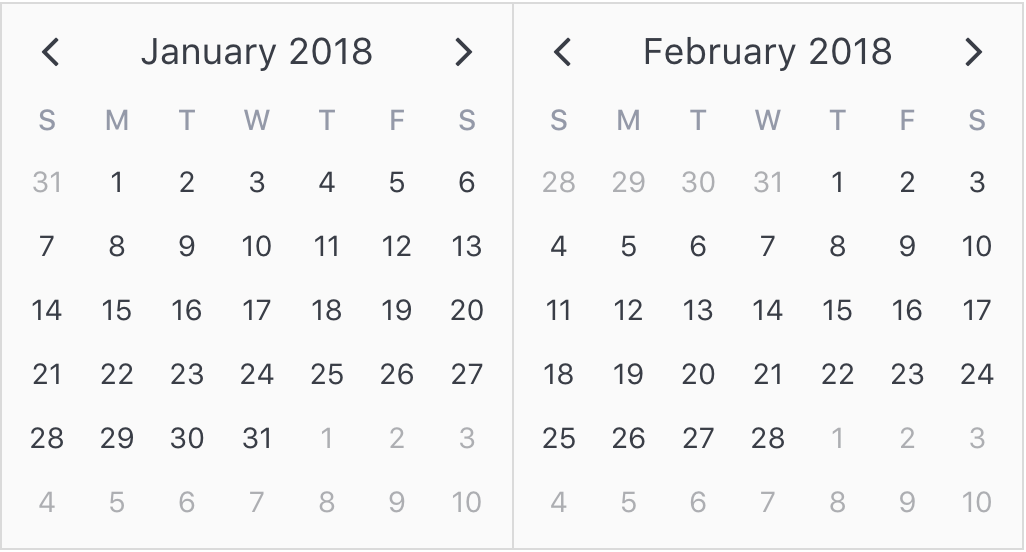 January 2018
S M T W T F S
31 1 2 3 4 5 6
7 8 9 10 11 12 13
14 15 16 17 18 19 20
21 22 23 24 25 26 27
28 29 30 31 1 2 3
4 5 6 7 8 9 10
February 2018
S M T W T F S
28 29 30 31 1 2 3
4 5 6 7 8 9 10
11 12 13 14 15 16 17
18 19 20 21 22 23 24
25 26 27 28 1 2 3
4 5 6 7 8 9 10